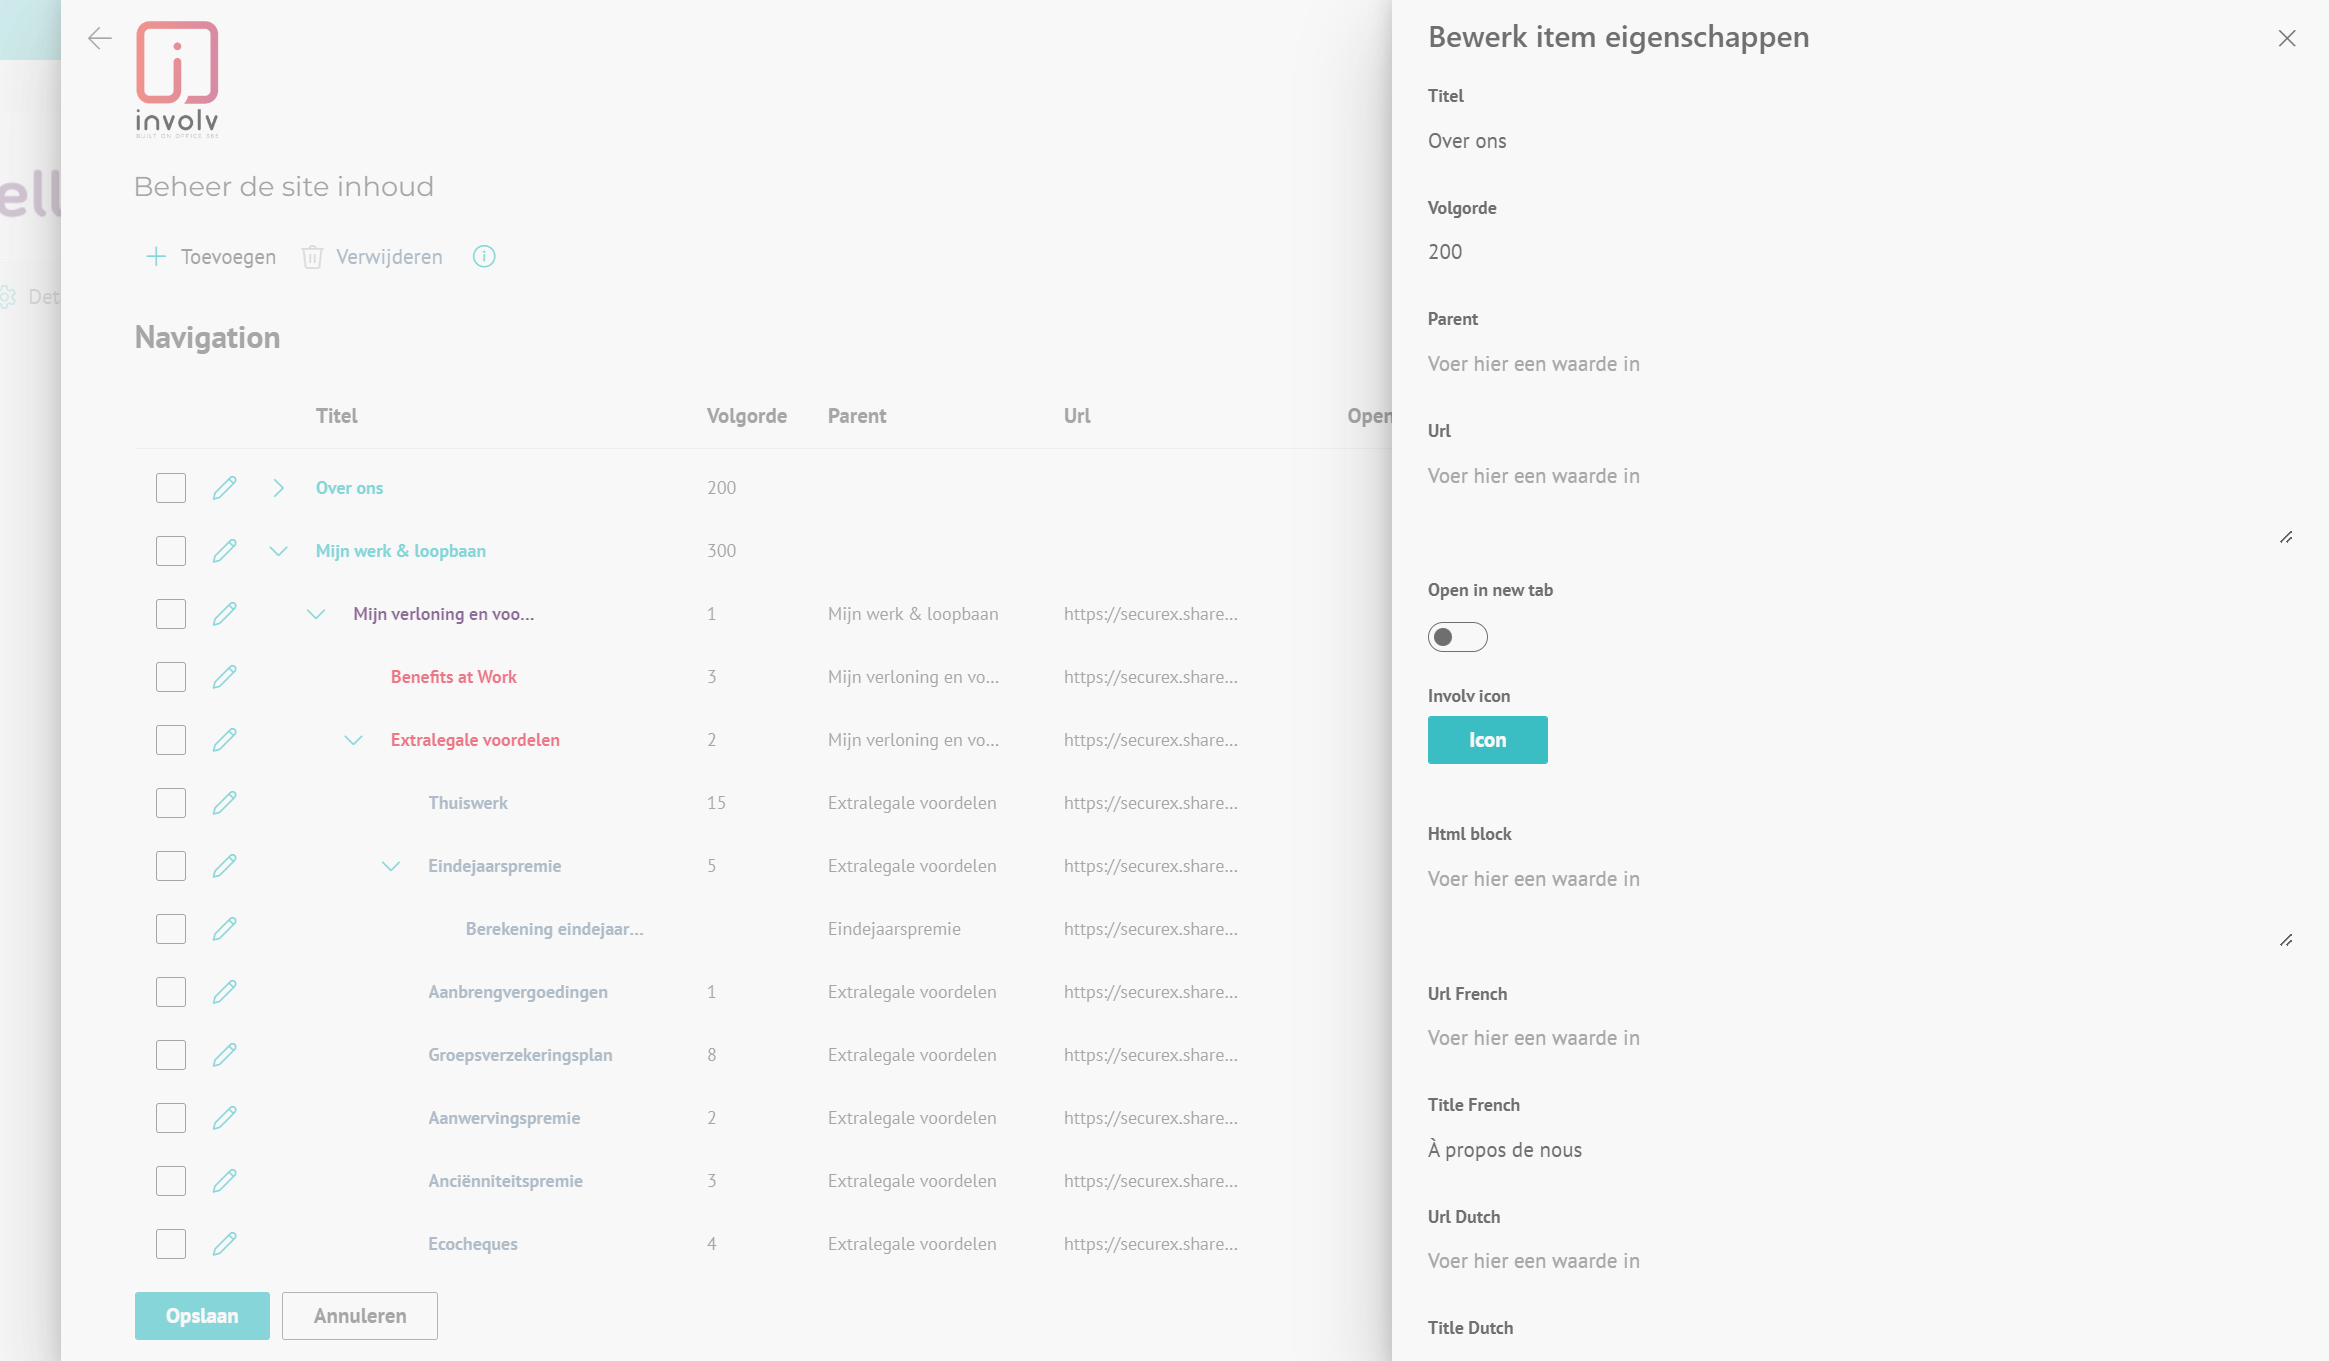 involv
BUILT ON OFFICE 365
ell
Det
Beheer de site inhoud
Toevoegen Verwijderen
Navigation
Titel Volgorde Parent Url Open
Over ons 200
Mijn werk & loopbaan 300
Mijn verloning en voo... 1 Mijn werk & loopbaan https://securex.share...
Benefits at Work 3 Mijn verloning en vo... https://securex.share...
Extralegale voordelen 2 Mijn verloning en vo... https://securex.share...
Thuiswerk 15 Extralegale voordelen https://securex.share...
Eindejaarspremie 5 Extralegale voordelen https://securex.share...
Berekening eindejaar... Eindejaarspremie https://securex.share...
Aanbrengvergoedingen 1 Extralegale voordelen https://securex.share...
Groepsverzekeringsplan 8 Extralegale voordelen https://securex.share...
Aanwervingspremie 2 Extralegale voordelen https://securex.share...
Anciënniteitspremie 3 Extralegale voordelen https://securex.share...
Ecocheques 4 Extralegale voordelen https://securex.share...
Opslaan Annuleren
Bewerk item eigenschappen
Titel
Over ons
Volgorde
200
Parent
Voer hier een waarde in
Url
Voer hier een waarde in
Open in new tab
Involv icon
Icon
Html block
Voer hier een waarde in
Url French
Voer hier een waarde in
Title French
À propos de nous
Url Dutch
Voer hier een waarde in
Title Dutch